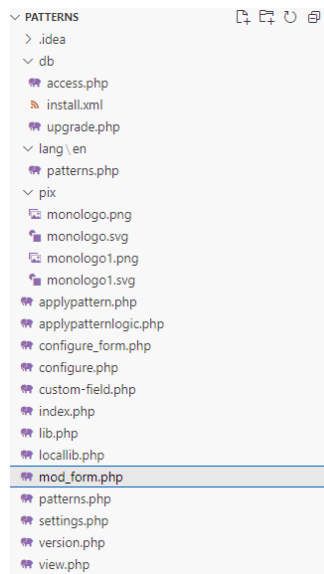 PATTERNS
.idea
db
access.php
install.xml
upgrade.php
lang\en
patterns.php
pix
monologo.png
monologo.svg
monologo1.png
monologo1.svg
applypattern.php
applypatternlogic.php
configure_form.php
configure.php
custom-field.php
index.php
lib.php
locallib.php
mod_form.php
patterns.php
settings.php
version.php
view.php